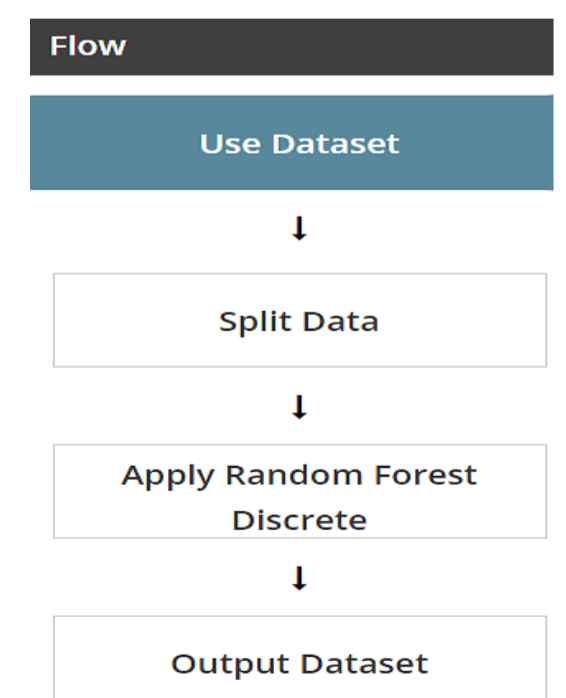 Flow
Use Dataset
Split Data
Apply Random Forest
Discrete
Output Dataset